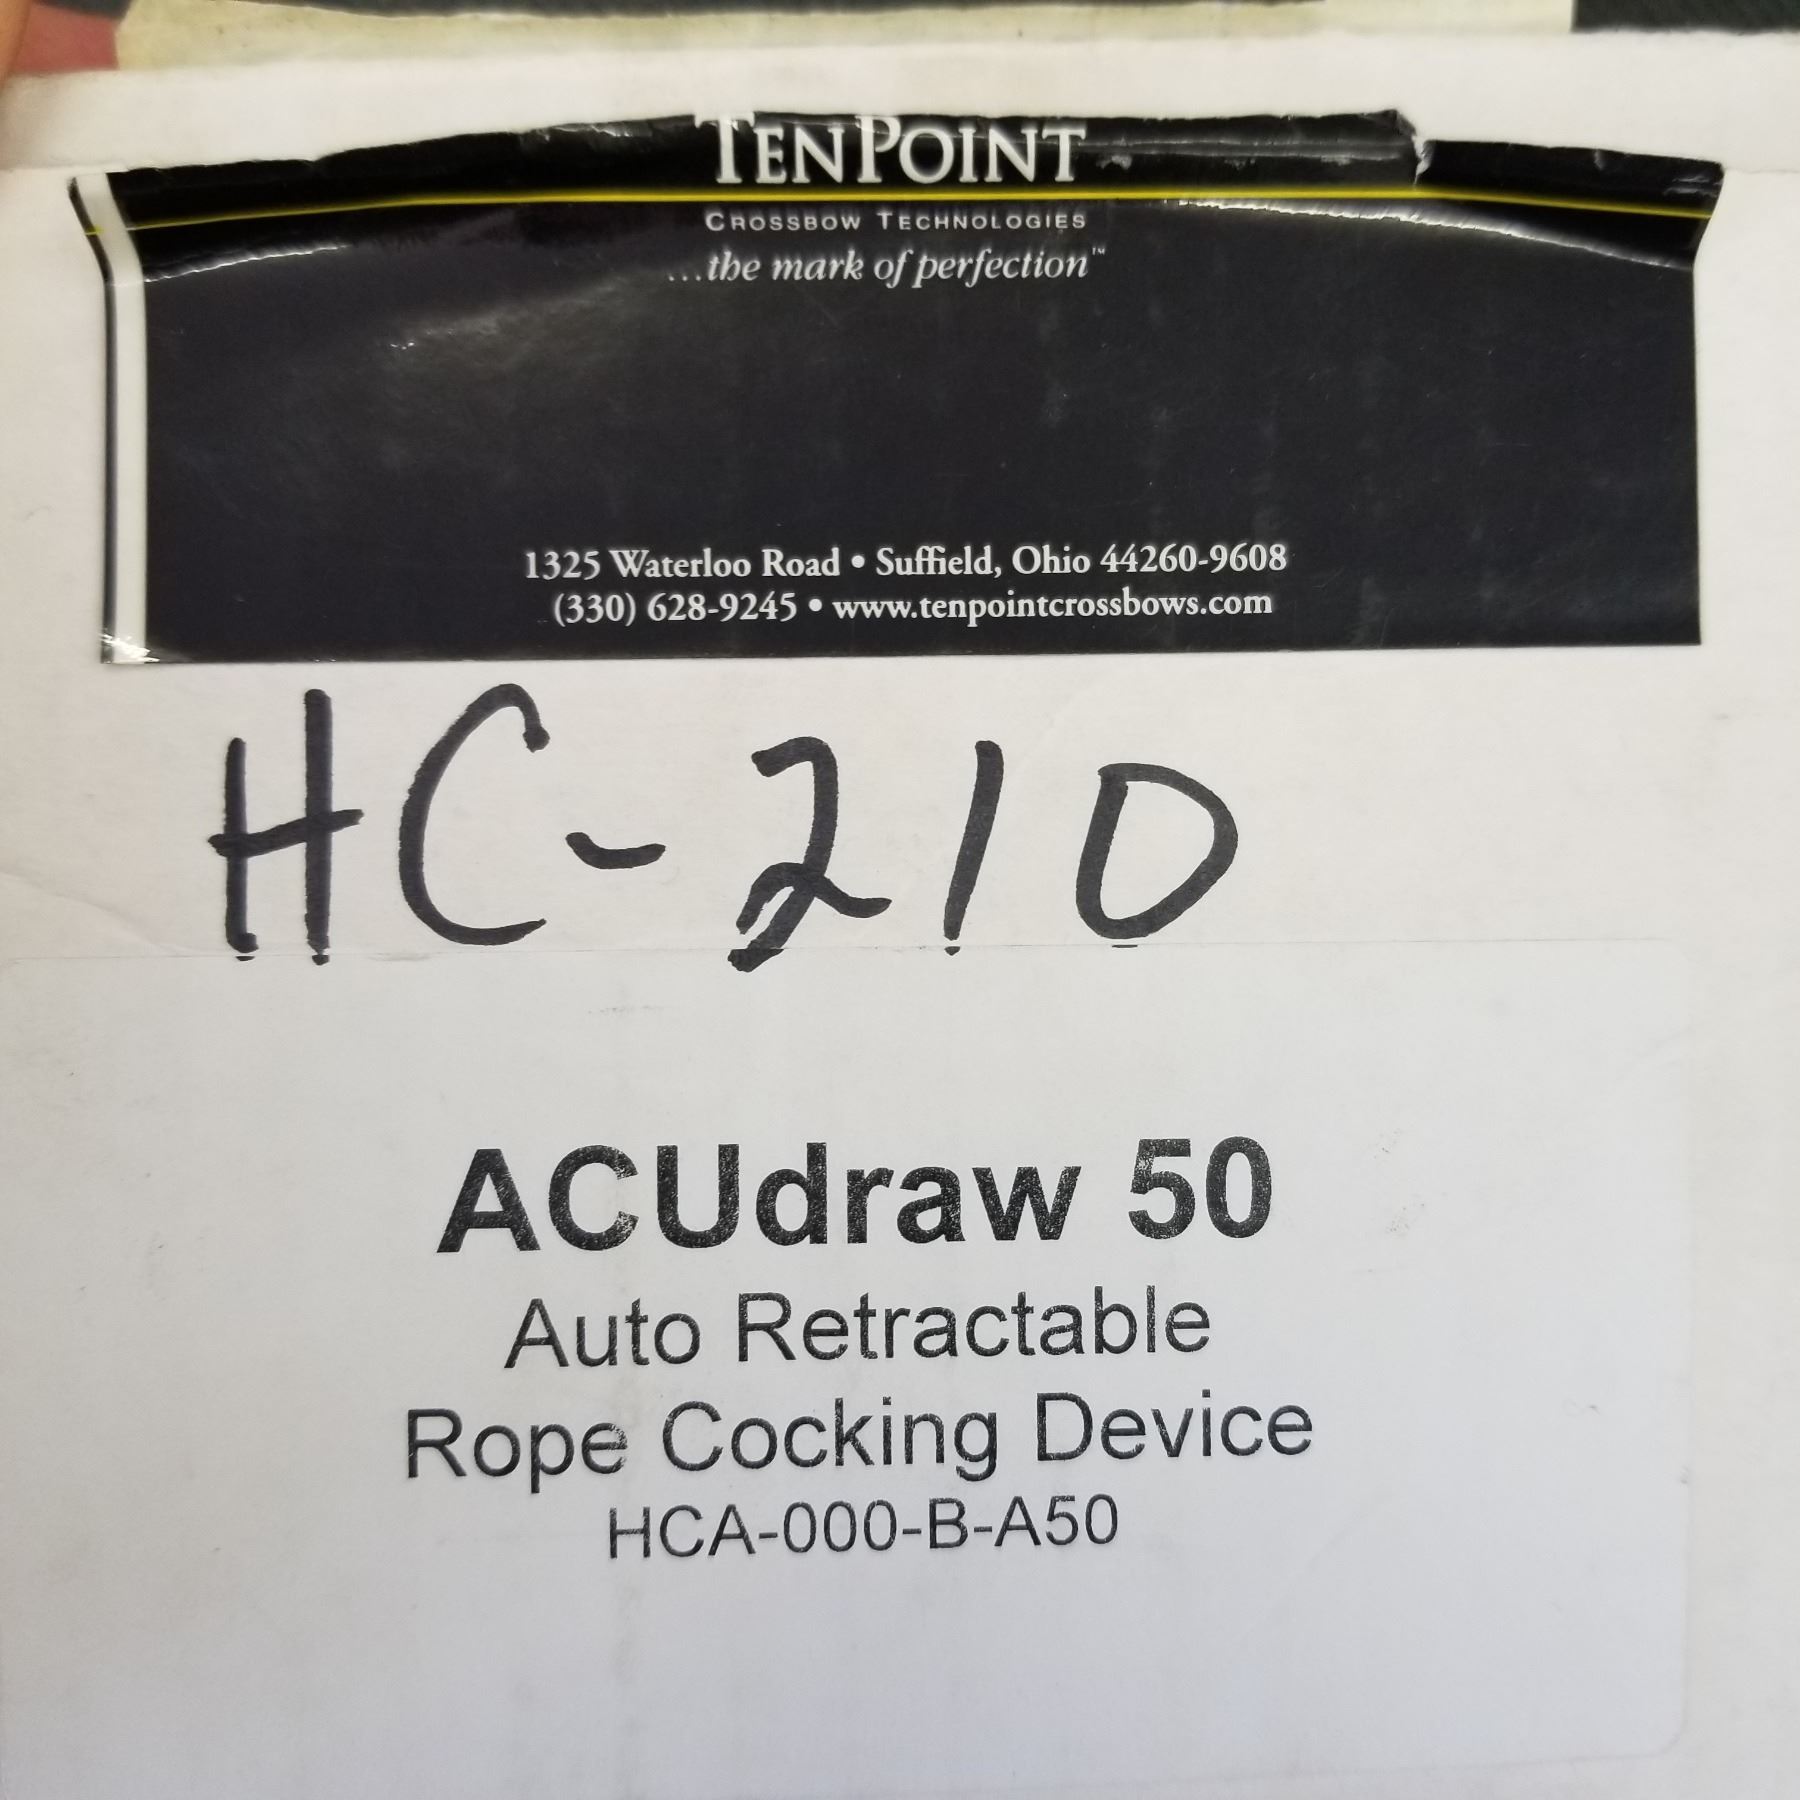 TENPOINT
CROSSBOW TECHNOLOGIES
...the mark of perfection™
1325 Waterloo Road • Suffield, Ohio 44260-9608
(330) 628-9245 • www.tenpointcrossbows.com
HC-210
ACUdraw 50
Auto Retractable
Rope Cocking Device
HCA-000-B-A50